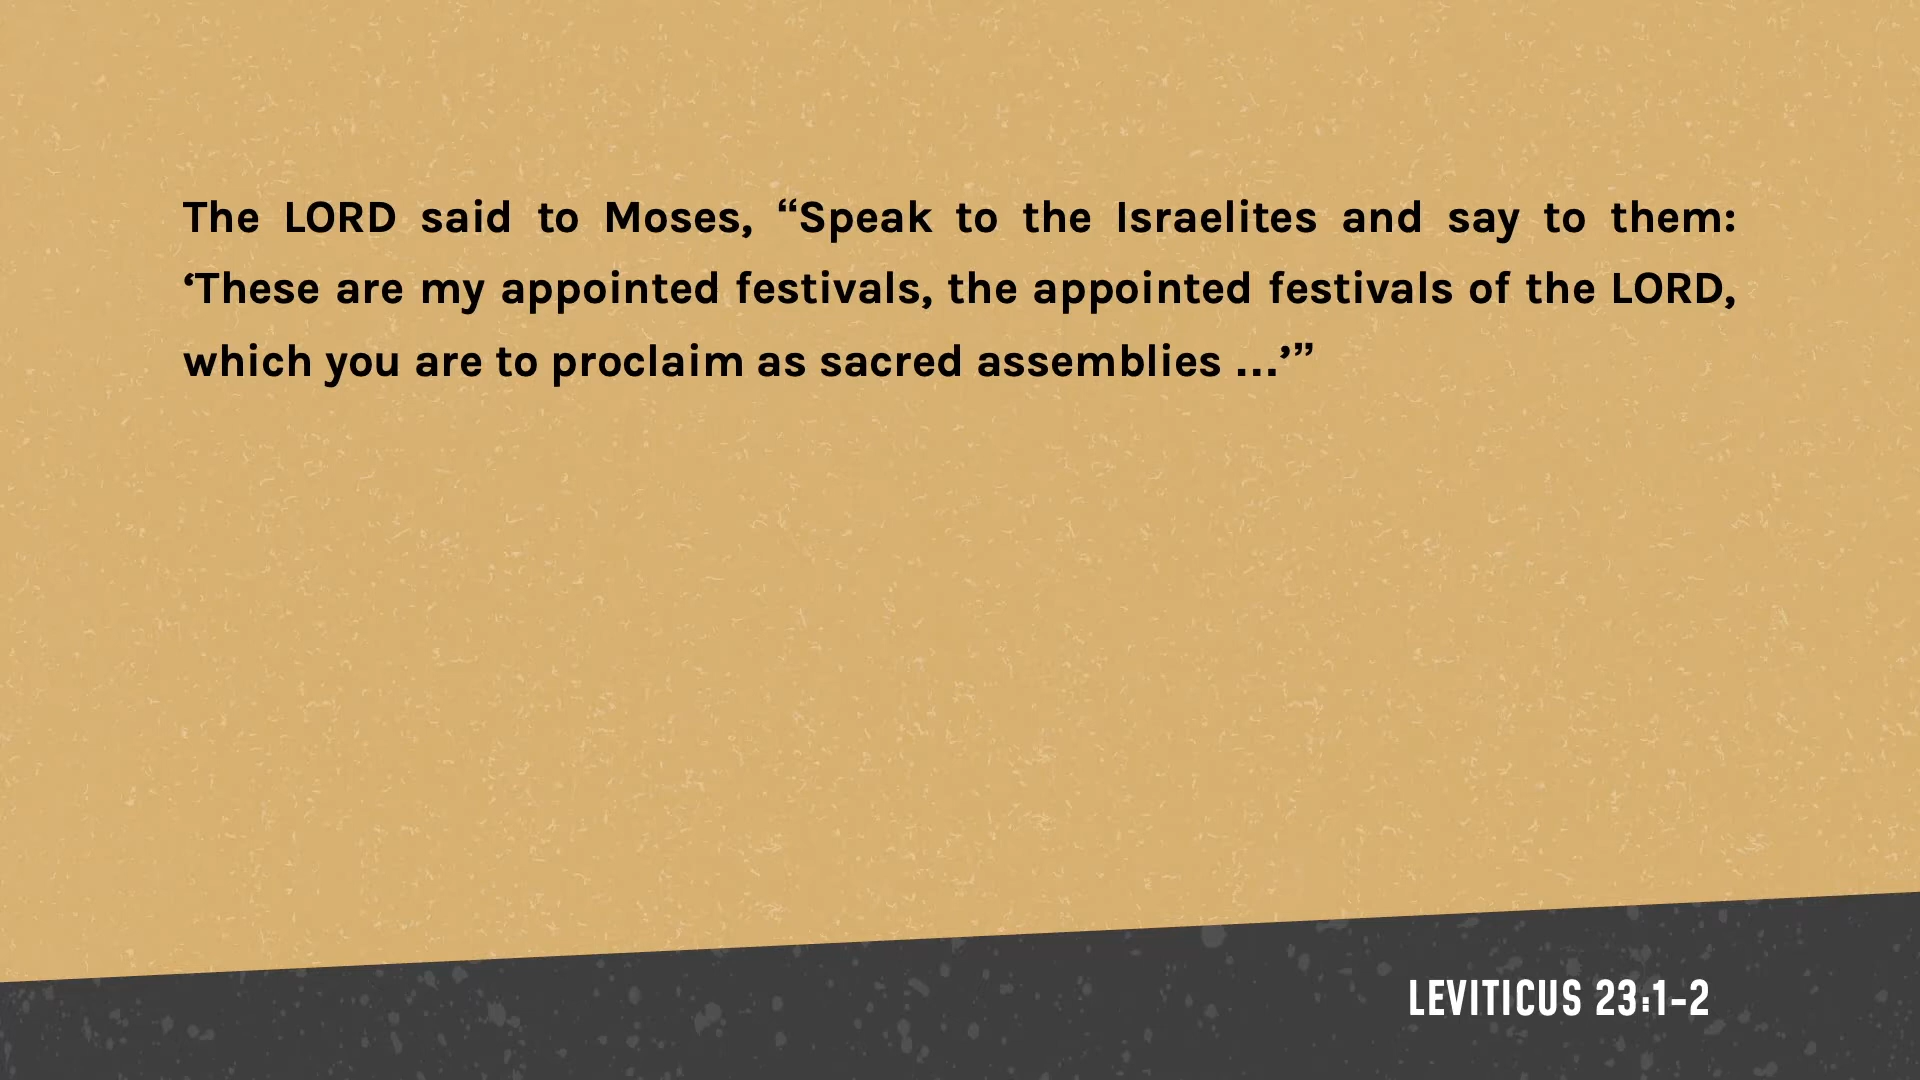 The LORD said to Moses, “Speak to the Israelites and say to them:
‘These are my appointed festivals, the appointed festivals of the LORD,
which you are to proclaim as sacred assemblies ...’”
LEVITICUS 23:1-2